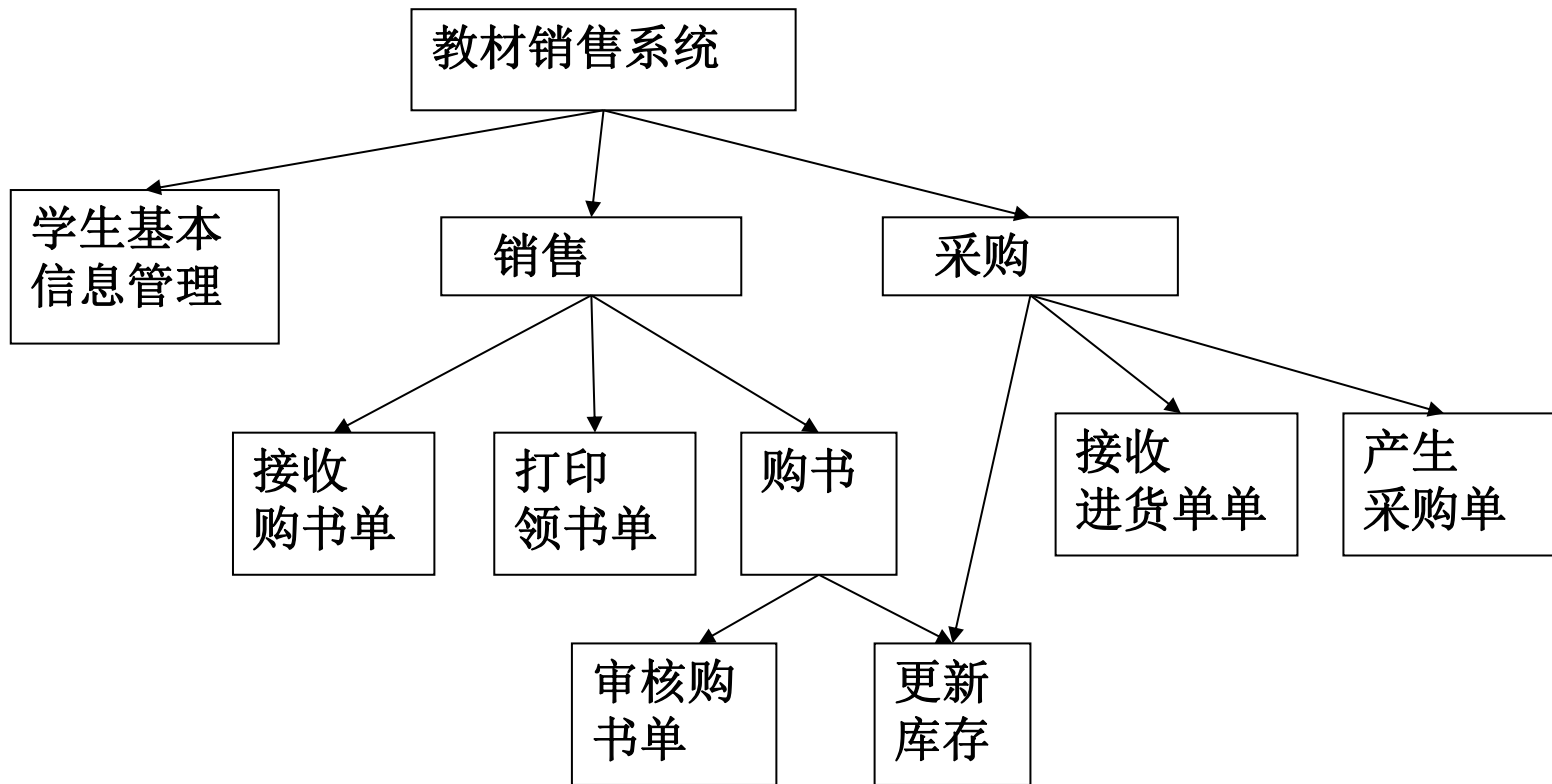 教材销售系统
学生基本
信息管理
销售
采购
接收
购书单
打印
领书单
购书
接收
进货单单
产生
采购单
审核购
书单
更新
库存